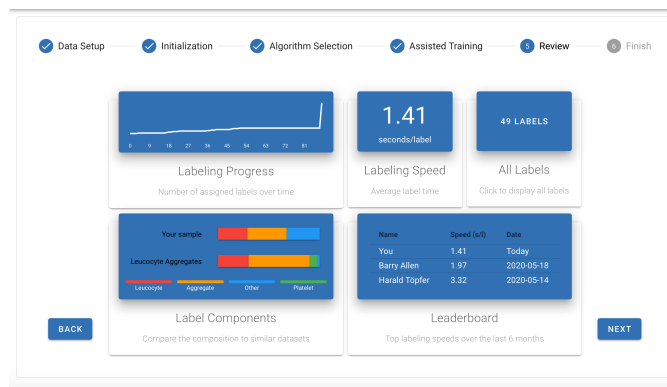 Data Setup
Initialization
Algorithm Selection
Assisted Training
5 Review
6 Finish
0 9 18 27 36 45 54 63 72 81
Labeling Progress
Number of assigned labels over time
1.41
seconds/label
Labeling Speed
Average label time
49 LABELS
All Labels
Click to display all labels
Your sample
Leucocyte Aggregates
Leucocyte Aggregate Other Platelet
Label Components
Compare the composition to similar datasets
Name Speed (s/l) Date
You 1.41 Today
Barry Allen 1.97 2020-05-18
Harald Töpfer 3.32 2020-05-14
Leaderboard
Top labeling speeds over the last 6 months
BACK
NEXT